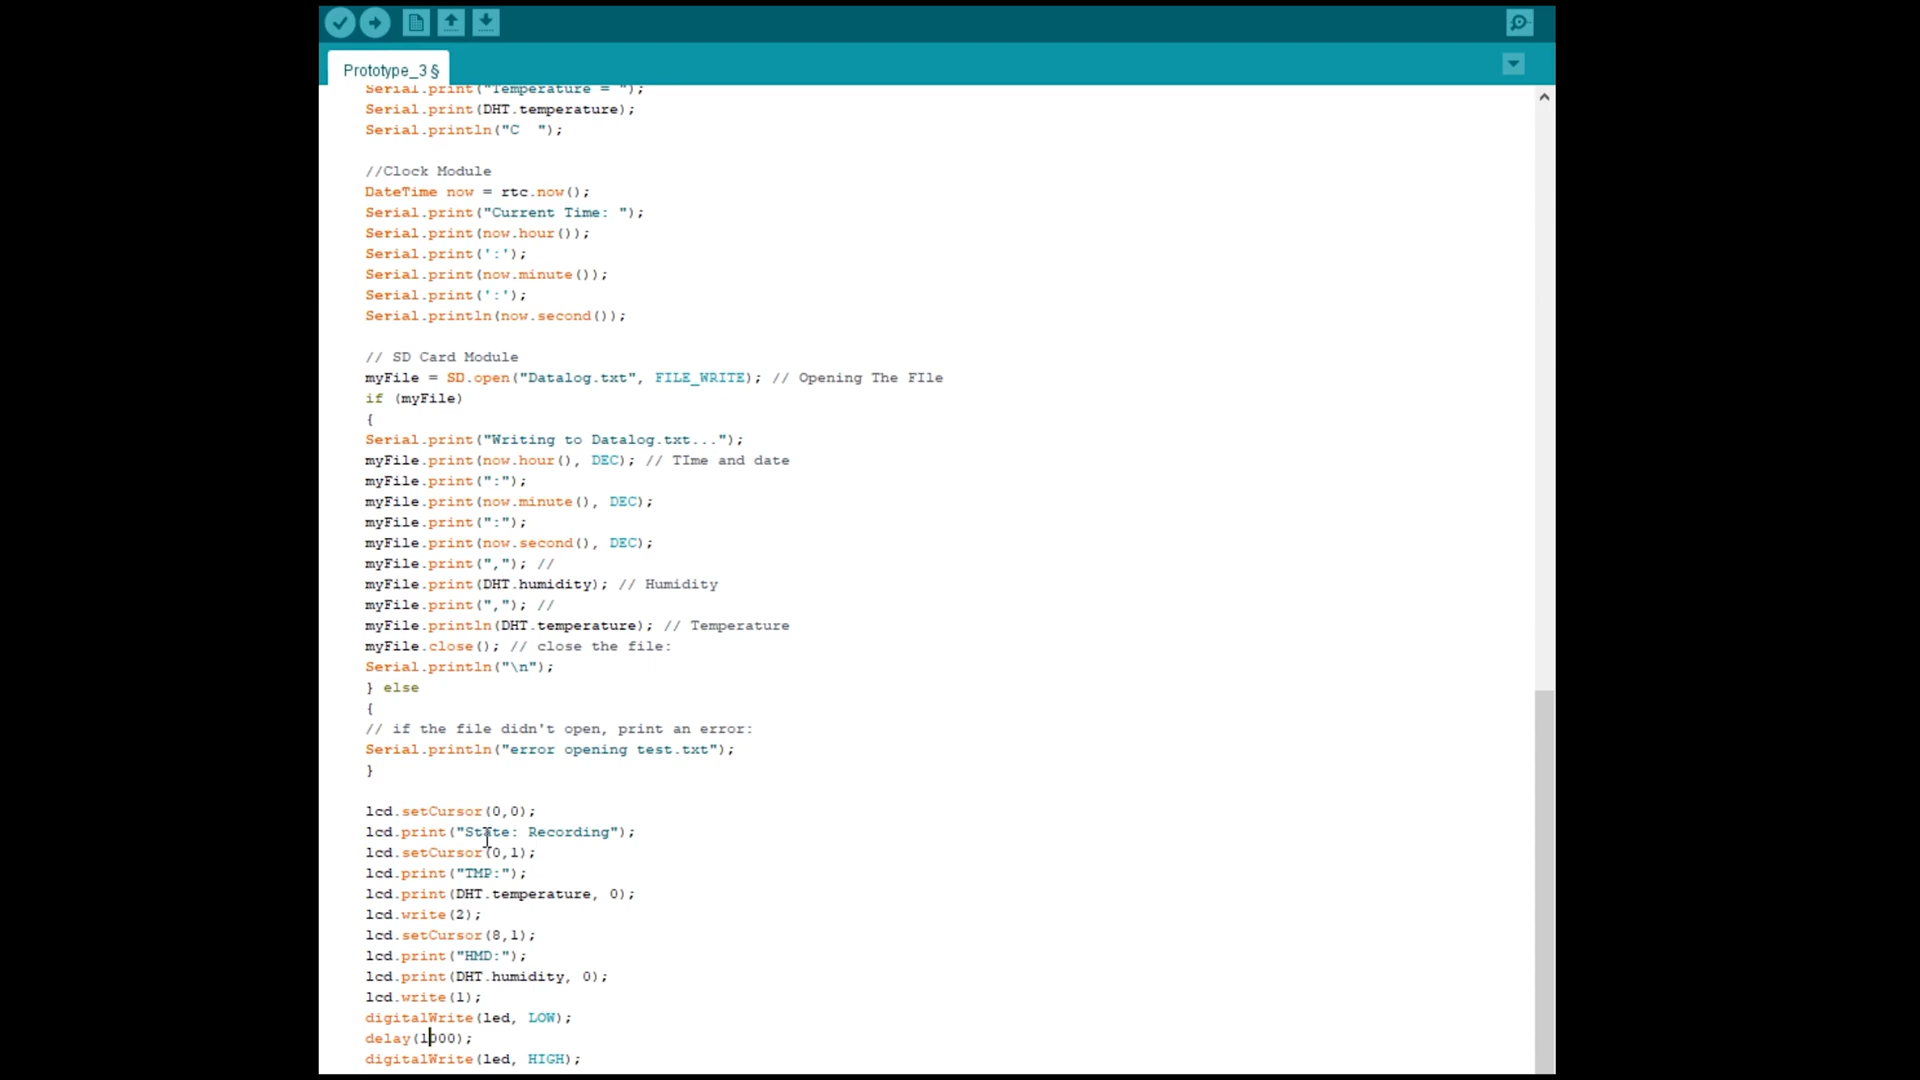 Prototype_3 §
Serial.print("Temperature = ");
Serial.print(DHT.temperature);
Serial.println("C  ");
//Clock Module
DateTime now = rtc.now();
Serial.print("Current Time: ");
Serial.print(now.hour());
Serial.print(':');
Serial.print(now.minute());
Serial.print(':');
Serial.println(now.second());
// SD Card Module
myFile = SD.open("Datalog.txt", FILE_WRITE); // Opening The FIle
if (myFile)
{
Serial.print("Writing to Datalog.txt...");
myFile.print(now.hour(), DEC); // TIme and date
myFile.print(":");
myFile.print(now.minute(), DEC);
myFile.print(":");
myFile.print(now.second(), DEC);
myFile.print(","); //
myFile.print(DHT.humidity); // Humidity
myFile.print(","); //
myFile.println(DHT.temperature); // Temperature
myFile.close(); // close the file:
Serial.println("\n");
} else
{
// if the file didn't open, print an error:
Serial.println("error opening test.txt");
}
lcd.setCursor(0,0);
lcd.print("State: Recording");
lcd.setCursor(0,1);
lcd.print("TMP:");
lcd.print(DHT.temperature, 0);
lcd.write(2);
lcd.setCursor(8,1);
lcd.print("HMD:");
lcd.print(DHT.humidity, 0);
lcd.write(1);
digitalWrite(led, LOW);
delay(1000);
digitalWrite(led, HIGH);